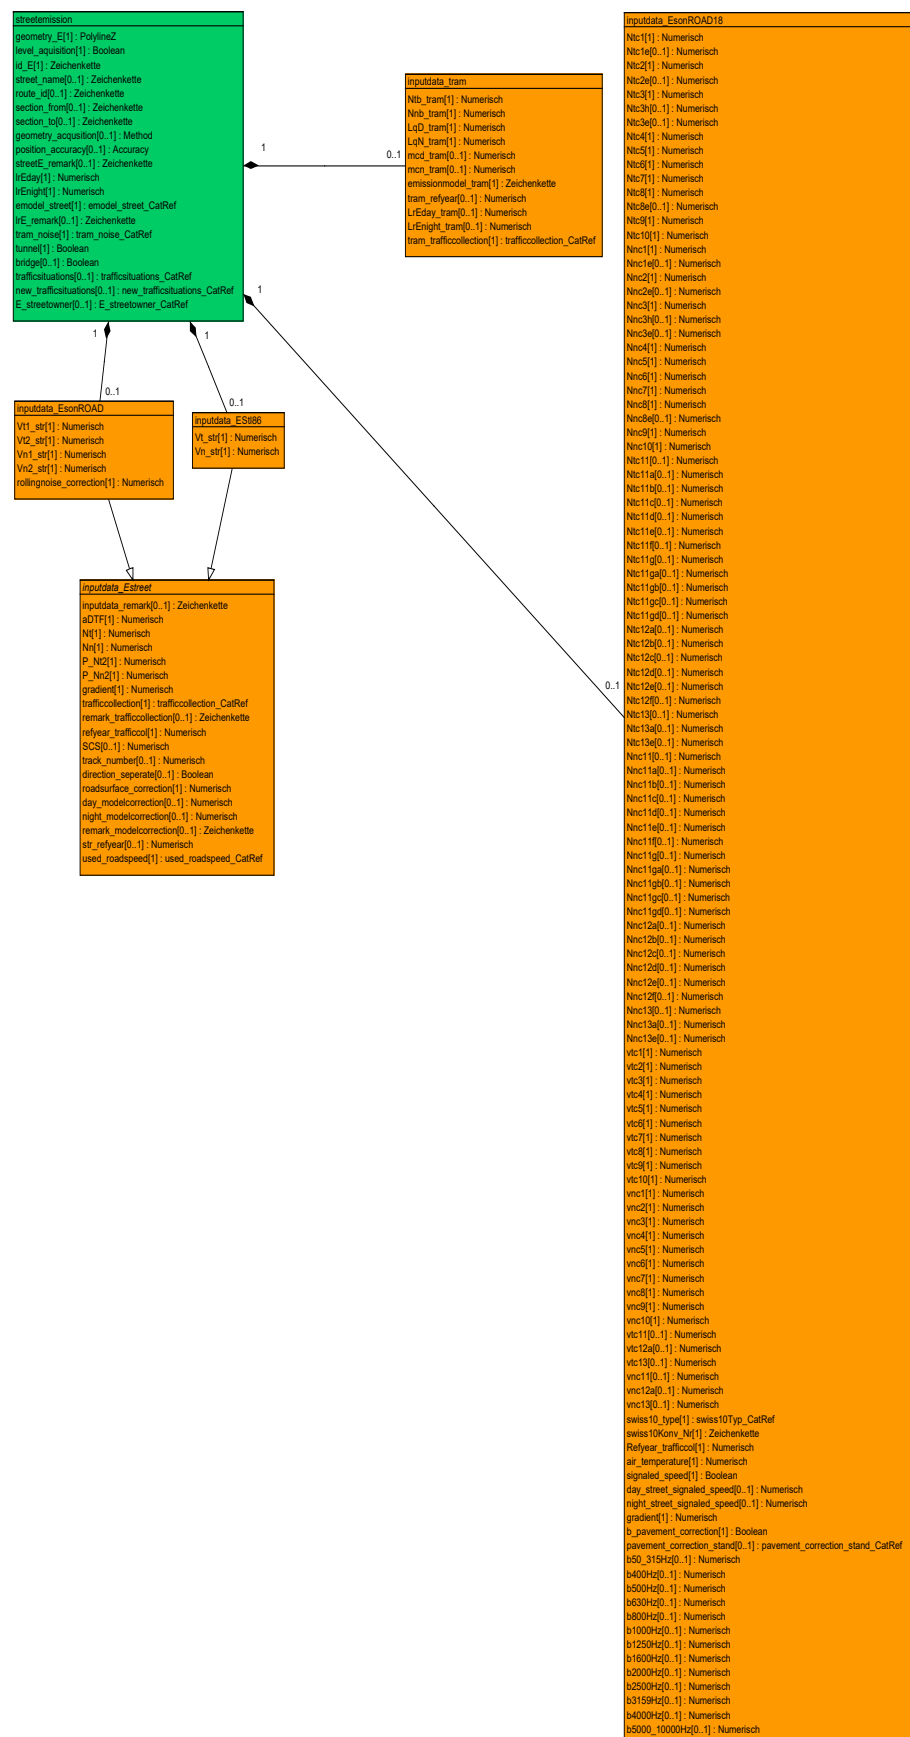 streetemission
geometry_E[1] : PolylineZ
level_aquisition[1] : Boolean
id_E[1] : Zeichenkette
street_name[0..1] : Zeichenkette
route_id[0..1] : Zeichenkette
section_from[0..1] : Zeichenkette
section_to[0..1] : Zeichenkette
geometry_acqusition[0..1] : Method
position_accuracy[0..1] : Accuracy
streetE_remark[0..1] : Zeichenkette
lrEday[1] : Numerisch
lrEnight[1] : Numerisch
emodel_street[1] : emodel_street_CatRef
lrE_remark[0..1] : Zeichenkette
tram_noise[1] : tram_noise_CatRef
tunnel[1] : Boolean
bridge[0..1] : Boolean
trafficsituations[0..1] : trafficsituations_CatRef
new_trafficsituations[0..1] : new_trafficsituations_CatRef
E_streetowner[0..1] : E_streetowner_CatRef
1
0..1
inputdata_tram
Ntb_tram[1] : Numerisch
Nnb_tram[1] : Numerisch
LqD_tram[1] : Numerisch
LqN_tram[1] : Numerisch
mcd_tram[0..1] : Numerisch
mcn_tram[0..1] : Numerisch
emissionmodel_tram[1] : Zeichenkette
tram_refyear[0..1] : Numerisch
LrEday_tram[0..1] : Numerisch
LrEnight_tram[0..1] : Numerisch
tram_trafficcollection[1] : trafficcollection_CatRef
1
0..1
1
0..1
1
0..1
inputdata_EsonROAD
Vt1_str[1] : Numerisch
Vt2_str[1] : Numerisch
Vn1_str[1] : Numerisch
Vn2_str[1] : Numerisch
rollingnoise_correction[1] : Numerisch
inputdata_EStl86
Vt_str[1] : Numerisch
Vn_str[1] : Numerisch
inputdata_Estreet
inputdata_remark[0..1] : Zeichenkette
aDTF[1] : Numerisch
Nt[1] : Numerisch
Nn[1] : Numerisch
P_Nt2[1] : Numerisch
P_Nn2[1] : Numerisch
gradient[1] : Numerisch
trafficcollection[1] : trafficcollection_CatRef
remark_trafficcollection[0..1] : Zeichenkette
refyear_trafficcol[1] : Numerisch
SCS[0..1] : Numerisch
track_number[0..1] : Numerisch
direction_seperate[0..1] : Boolean
roadsurface_correction[1] : Numerisch
day_modelcorrection[0..1] : Numerisch
night_modelcorrection[0..1] : Numerisch
remark_modelcorrection[0..1] : Zeichenkette
str_refyear[0..1] : Numerisch
used_roadspeed[1] : used_roadspeed_CatRef
inputdata_EsonROAD18
Ntc1[1] : Numerisch
Ntc1e[0..1] : Numerisch
Ntc2[1] : Numerisch
Ntc2e[0..1] : Numerisch
Ntc3[1] : Numerisch
Ntc3h[0..1] : Numerisch
Ntc3e[0..1] : Numerisch
Ntc4[1] : Numerisch
Ntc5[1] : Numerisch
Ntc6[1] : Numerisch
Ntc7[1] : Numerisch
Ntc8[1] : Numerisch
Ntc8e[0..1] : Numerisch
Ntc9[1] : Numerisch
Ntc10[1] : Numerisch
Nnc1[1] : Numerisch
Nnc1e[0..1] : Numerisch
Nnc2[1] : Numerisch
Nnc2e[0..1] : Numerisch
Nnc3[1] : Numerisch
Nnc3h[0..1] : Numerisch
Nnc3e[0..1] : Numerisch
Nnc4[1] : Numerisch
Nnc5[1] : Numerisch
Nnc6[1] : Numerisch
Nnc7[1] : Numerisch
Nnc8[1] : Numerisch
Nnc8e[0..1] : Numerisch
Nnc9[1] : Numerisch
Nnc10[1] : Numerisch
Ntc11[0..1] : Numerisch
Ntc11a[0..1] : Numerisch
Ntc11b[0..1] : Numerisch
Ntc11c[0..1] : Numerisch
Ntc11d[0..1] : Numerisch
Ntc11e[0..1] : Numerisch
Ntc11f[0..1] : Numerisch
Ntc11g[0..1] : Numerisch
Ntc11ga[0..1] : Numerisch
Ntc11gb[0..1] : Numerisch
Ntc11gc[0..1] : Numerisch
Ntc11gd[0..1] : Numerisch
Ntc12a[0..1] : Numerisch
Ntc12b[0..1] : Numerisch
Ntc12c[0..1] : Numerisch
Ntc12d[0..1] : Numerisch
Ntc12e[0..1] : Numerisch
Ntc12f[0..1] : Numerisch
Ntc13[0..1] : Numerisch
Ntc13a[0..1] : Numerisch
Ntc13e[0..1] : Numerisch
Nnc11[0..1] : Numerisch
Nnc11a[0..1] : Numerisch
Nnc11b[0..1] : Numerisch
Nnc11c[0..1] : Numerisch
Nnc11d[0..1] : Numerisch
Nnc11e[0..1] : Numerisch
Nnc11f[0..1] : Numerisch
Nnc11g[0..1] : Numerisch
Nnc11ga[0..1] : Numerisch
Nnc11gb[0..1] : Numerisch
Nnc11gc[0..1] : Numerisch
Nnc11gd[0..1] : Numerisch
Nnc12a[0..1] : Numerisch
Nnc12b[0..1] : Numerisch
Nnc12c[0..1] : Numerisch
Nnc12d[0..1] : Numerisch
Nnc12e[0..1] : Numerisch
Nnc12f[0..1] : Numerisch
Nnc13[0..1] : Numerisch
Nnc13a[0..1] : Numerisch
Nnc13e[0..1] : Numerisch
vtc1[1] : Numerisch
vtc2[1] : Numerisch
vtc3[1] : Numerisch
vtc4[1] : Numerisch
vtc5[1] : Numerisch
vtc6[1] : Numerisch
vtc7[1] : Numerisch
vtc8[1] : Numerisch
vtc9[1] : Numerisch
vtc10[1] : Numerisch
vnc1[1] : Numerisch
vnc2[1] : Numerisch
vnc3[1] : Numerisch
vnc4[1] : Numerisch
vnc5[1] : Numerisch
vnc6[1] : Numerisch
vnc7[1] : Numerisch
vnc8[1] : Numerisch
vnc9[1] : Numerisch
vnc10[1] : Numerisch
vtc11[0..1] : Numerisch
vtc12a[0..1] : Numerisch
vtc13[0..1] : Numerisch
vnc11[0..1] : Numerisch
vnc12a[0..1] : Numerisch
vnc13[0..1] : Numerisch
swiss10_type[1] : swiss10Typ_CatRef
swiss10Konv_Nr[1] : Zeichenkette
Refyear_trafficcol[1] : Numerisch
air_temperature[1] : Numerisch
signaled_speed[1] : Boolean
day_street_signaled_speed[0..1] : Numerisch
night_street_signaled_speed[0..1] : Numerisch
gradient[1] : Numerisch
b_pavement_correction[1] : Boolean
pavement_correction_stand[0..1] : pavement_correction_stand_CatRef
b50_315Hz[0..1] : Numerisch
b400Hz[0..1] : Numerisch
b500Hz[0..1] : Numerisch
b630Hz[0..1] : Numerisch
b800Hz[0..1] : Numerisch
b1000Hz[0..1] : Numerisch
b1250Hz[0..1] : Numerisch
b1600Hz[0..1] : Numerisch
b2000Hz[0..1] : Numerisch
b2500Hz[0..1] : Numerisch
b3159Hz[0..1] : Numerisch
b4000Hz[0..1] : Numerisch
b5000_10000Hz[0..1] : Numerisch